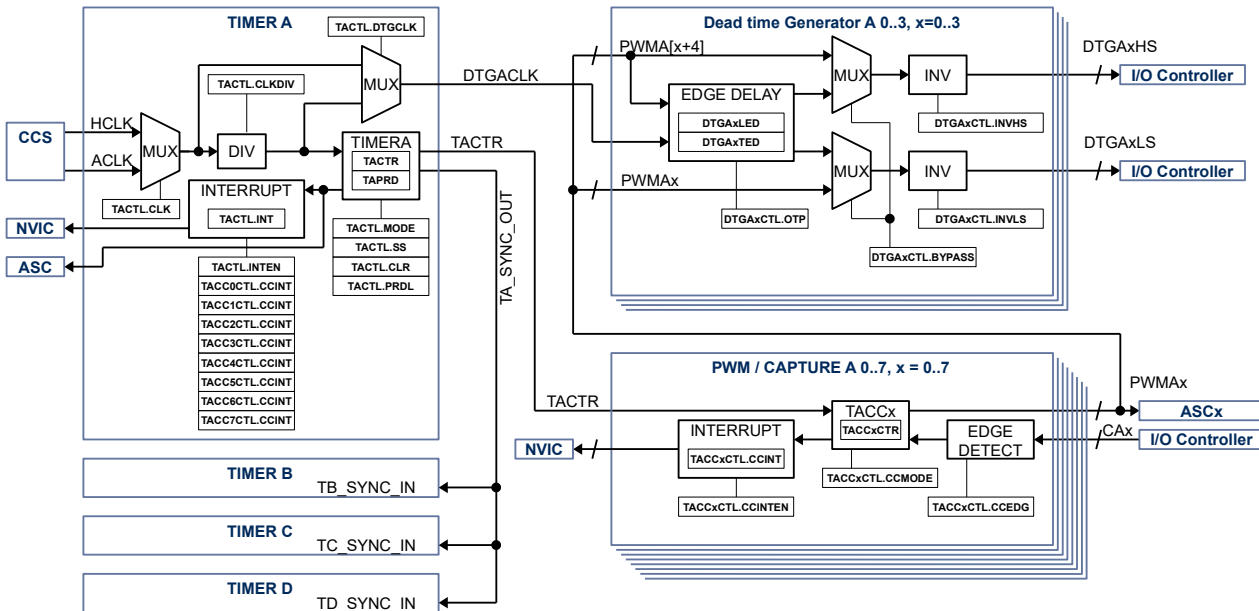 TIMER A
TACTL.DTGCLK
TACTL.CLKDIV
CCS
HCLK
ACLK
MUX
DIV
MUX
DTGACLK
TIMERA
TACTR
TAPRD
TACTR
TACTL.CLK
INTERRUPT
TACTL.INT
NVIC
ASC
TACTL.MODE
TACTL.SS
TACTL.CLR
TACTL.PRDL
TACTL.INTEN
TACC0CTL.CCINT
TACC1CTL.CCINT
TACC2CTL.CCINT
TACC3CTL.CCINT
TACC4CTL.CCINT
TACC5CTL.CCINT
TACC6CTL.CCINT
TACC7CTL.CCINT
TA_SYNC_OUT
TIMER B
TB_SYNC_IN
TIMER C
TC_SYNC_IN
TIMER D
TD_SYNC_IN
Dead time Generator A 0..3, x=0..3
PWMA[x+4]
EDGE DELAY
DTGAxLED
DTGAxTED
DTGAxCTL.OTP
PWMAx
MUX
INV
DTGAxCTL.INVHS
DTGAxHS
I/O Controller
MUX
INV
DTGAxCTL.INVLS
DTGAxLS
I/O Controller
DTGAxCTL.BYPASS
PWM / CAPTURE A 0..7, x = 0..7
TACTR
TACCx
TACCxCTR
TACCxCTL.CCMODE
INTERRUPT
TACCxCTL.CCINT
TACCxCTL.CCINTEN
NVIC
EDGE
DETECT
TACCxCTL.CCEDG
PWMAx
ASCx
CAx
I/O Controller